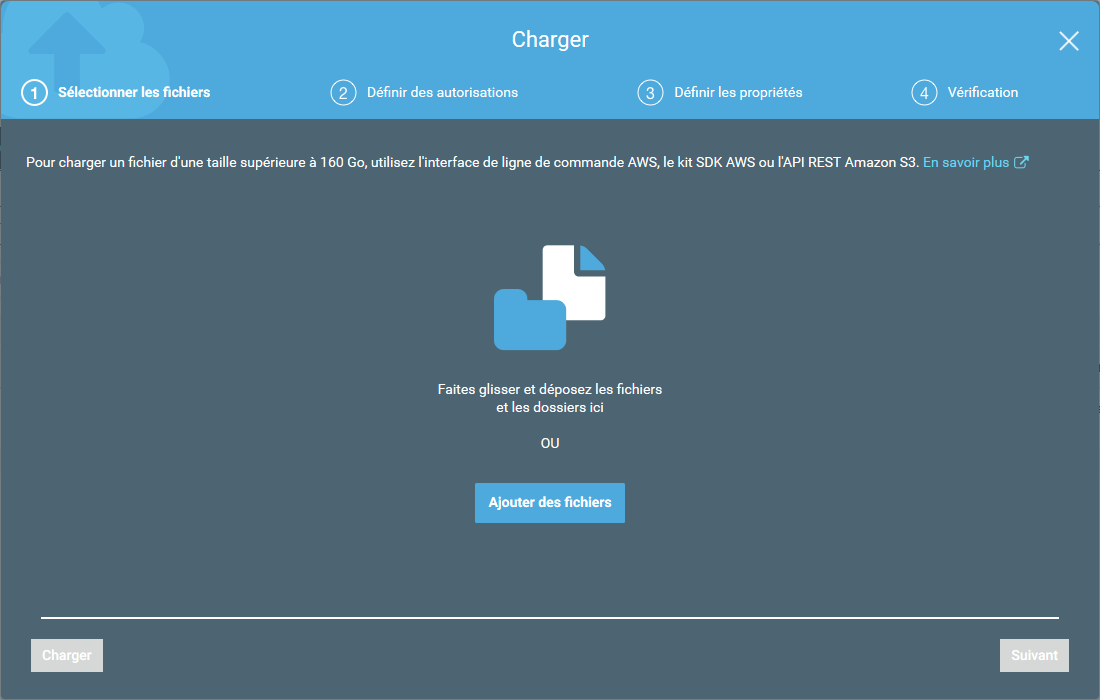 Charger
1 Sélectionner les fichiers
2 Définir des autorisations
3 Définir les propriétés
4 Vérification
Pour charger un fichier d'une taille supérieure à 160 Go, utilisez l'interface de ligne de commande AWS, le kit SDK AWS ou l'API REST Amazon S3. En savoir plus
Faites glisser et déposez les fichiers
et les dossiers ici
OU
Ajouter des fichiers
Charger
Suivant